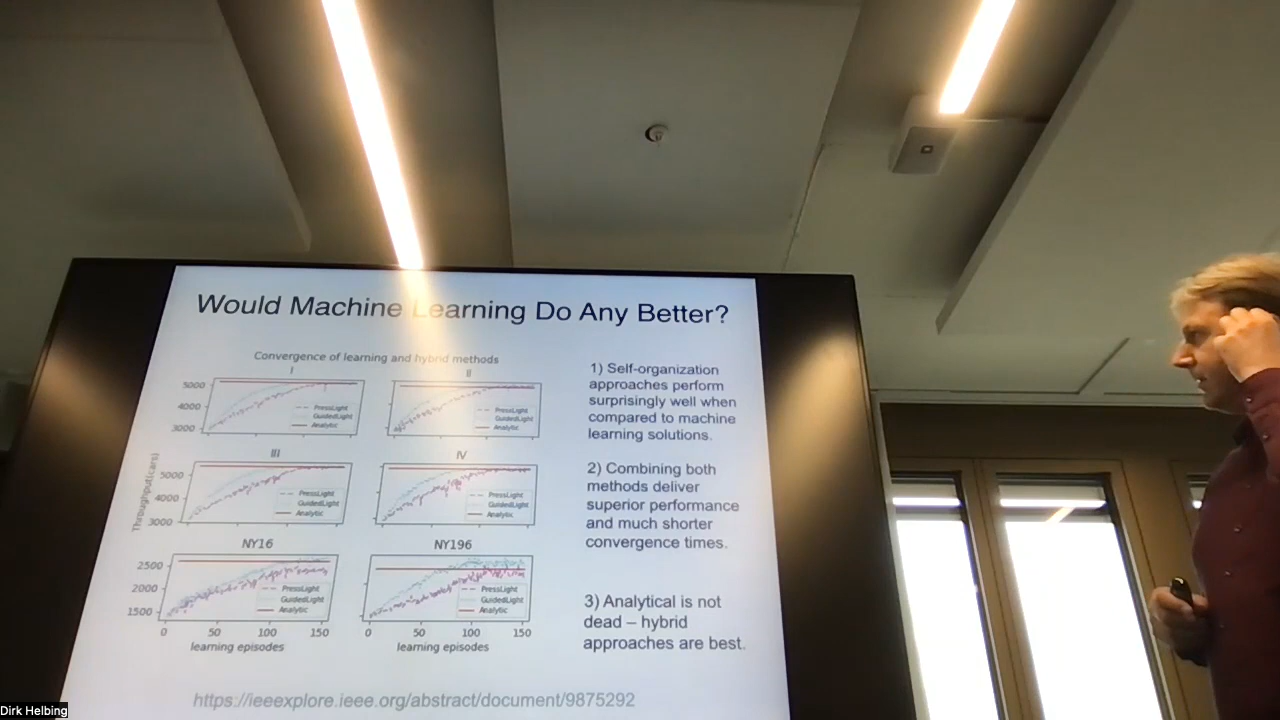 Would Machine Learning Do Any Better?
Convergence of learning and hybrid methods
I
II
5000
4000
3000
PressLight
GuidedLight
Analytic
PressLight
GuidedLight
Analytic
III
IV
Throughput(cars)
5000
4000
3000
PressLight
GuidedLight
Analytic
PressLight
GuidedLight
Analytic
NY16
NY196
2500
2000
1500
PressLight
GuidedLight
Analytic
PressLight
GuidedLight
Analytic
0 50 100 150
0 50 100 150
learning episodes
learning episodes
1) Self-organization
approaches perform
surprisingly well when
compared to machine
learning solutions.
2) Combining both
methods deliver
superior performance
and much shorter
convergence times.
3) Analytical is not
dead – hybrid
approaches are best.
https://ieeexplore.ieee.org/abstract/document/9875292
Dirk Helbing